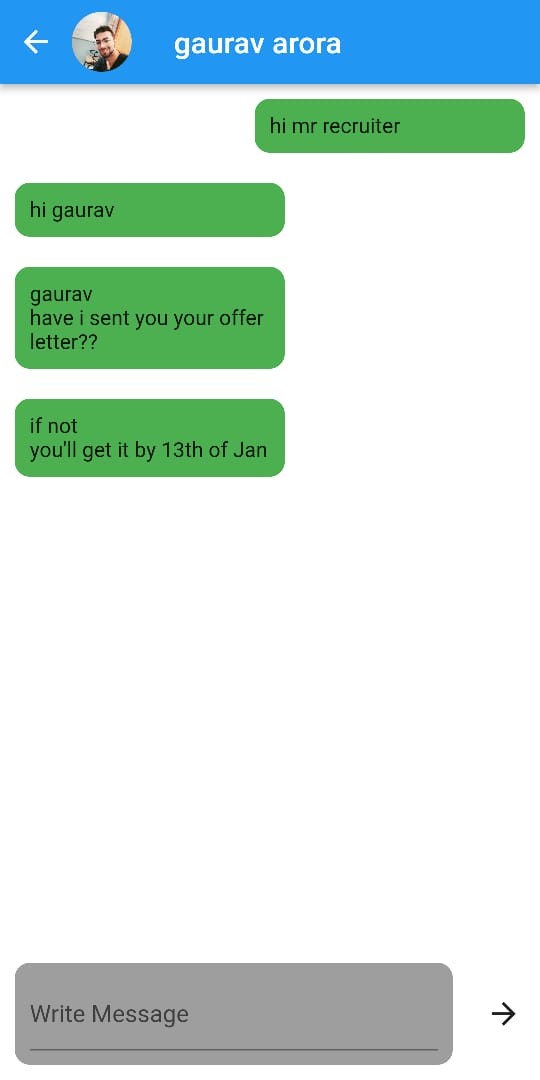 gaurav arora
hi mr recruiter
hi gaurav
gaurav
have i sent you your offer
letter??
if not
you'll get it by 13th of Jan
Write Message